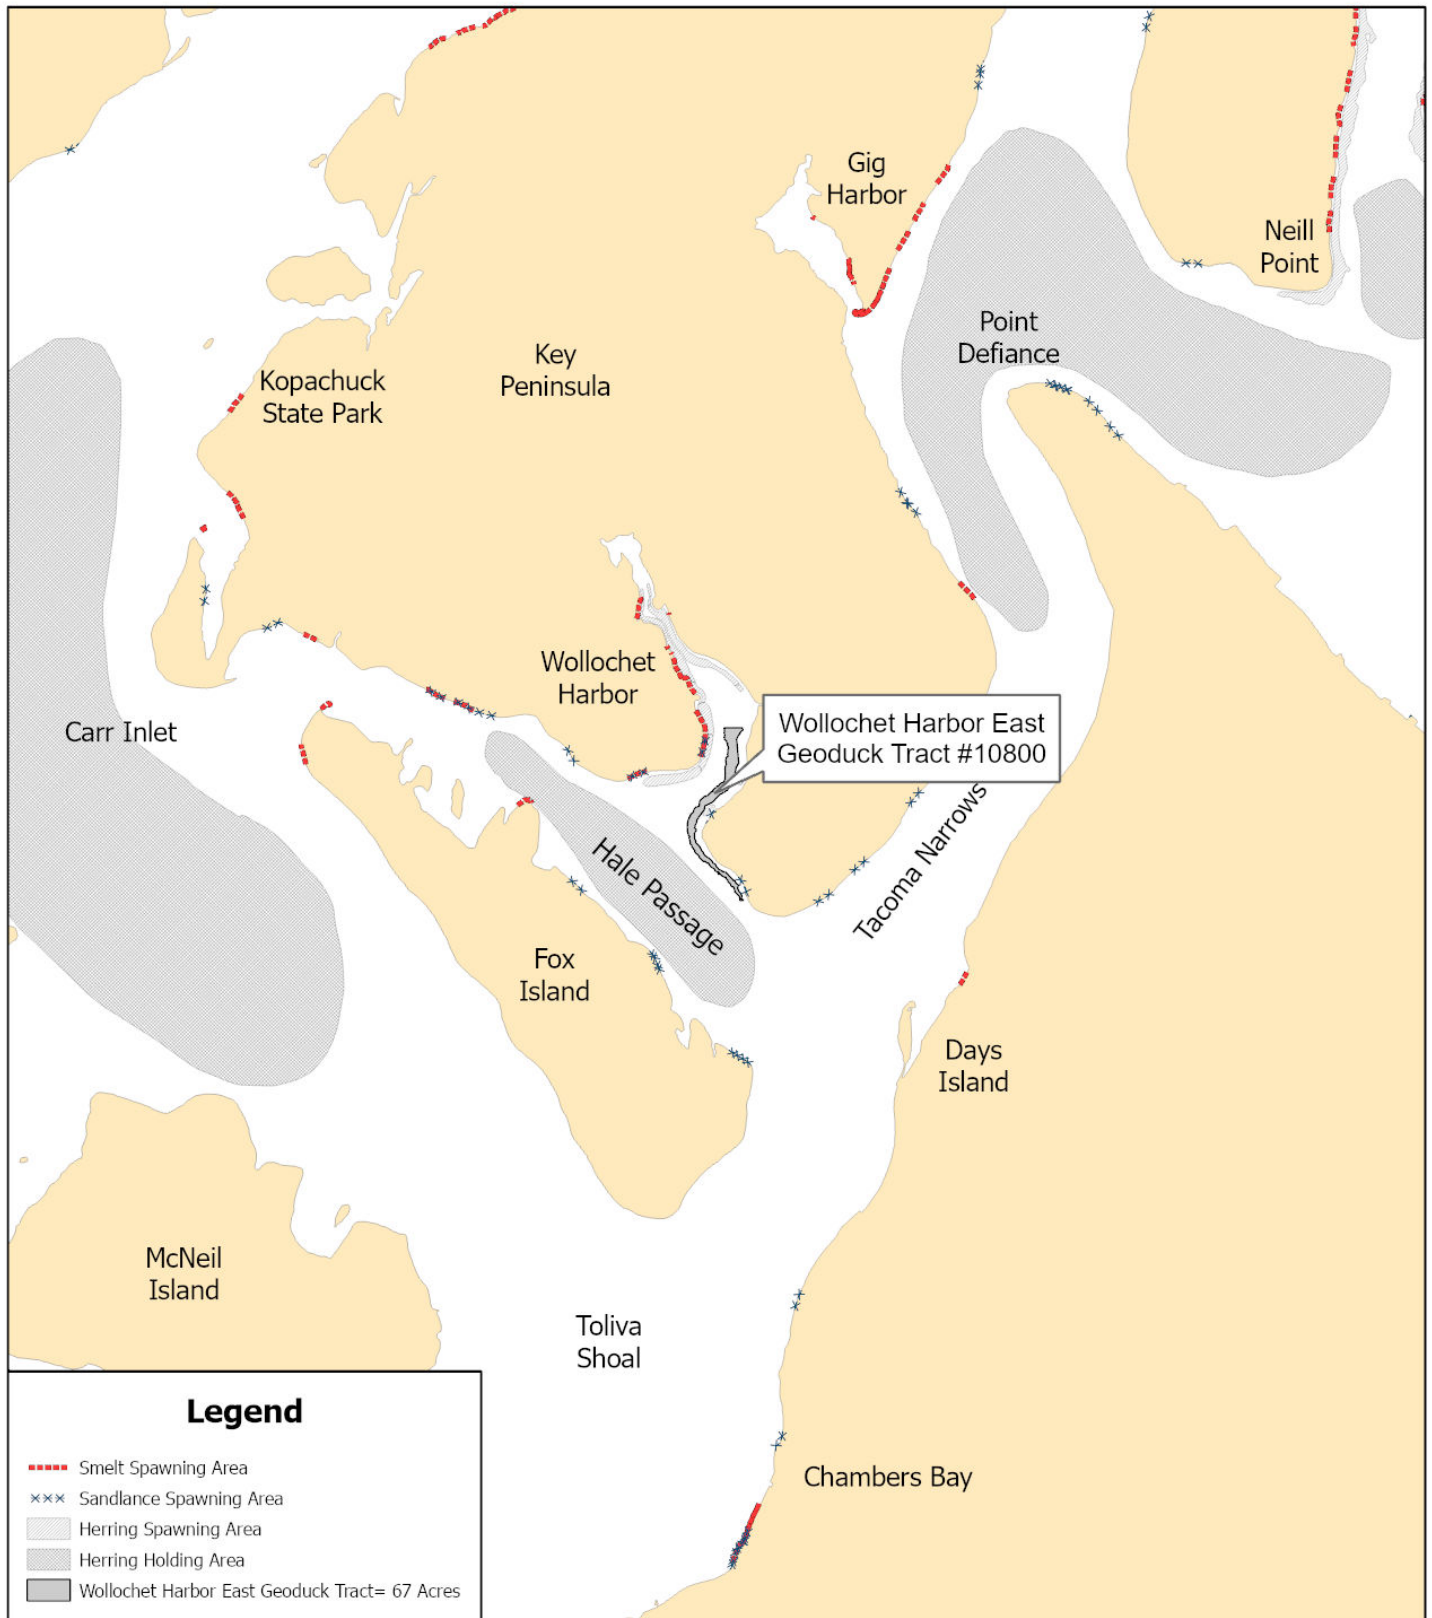 Gig
Harbor
Neill
Point
Point
Defiance
Key
Peninsula
Kopachuck
State Park
Wollochet
Harbor
Wollochet Harbor East
Geoduck Tract #10800
Carr Inlet
Tacoma Narrows
Hale Passage
Fox
Island
Days
Island
McNeil
Island
Toliva
Shoal
Chambers Bay
Legend
Smelt Spawning Area
Sandlance Spawning Area
Herring Spawning Area
Herring Holding Area
Wollochet Harbor East Geoduck Tract= 67 Acres